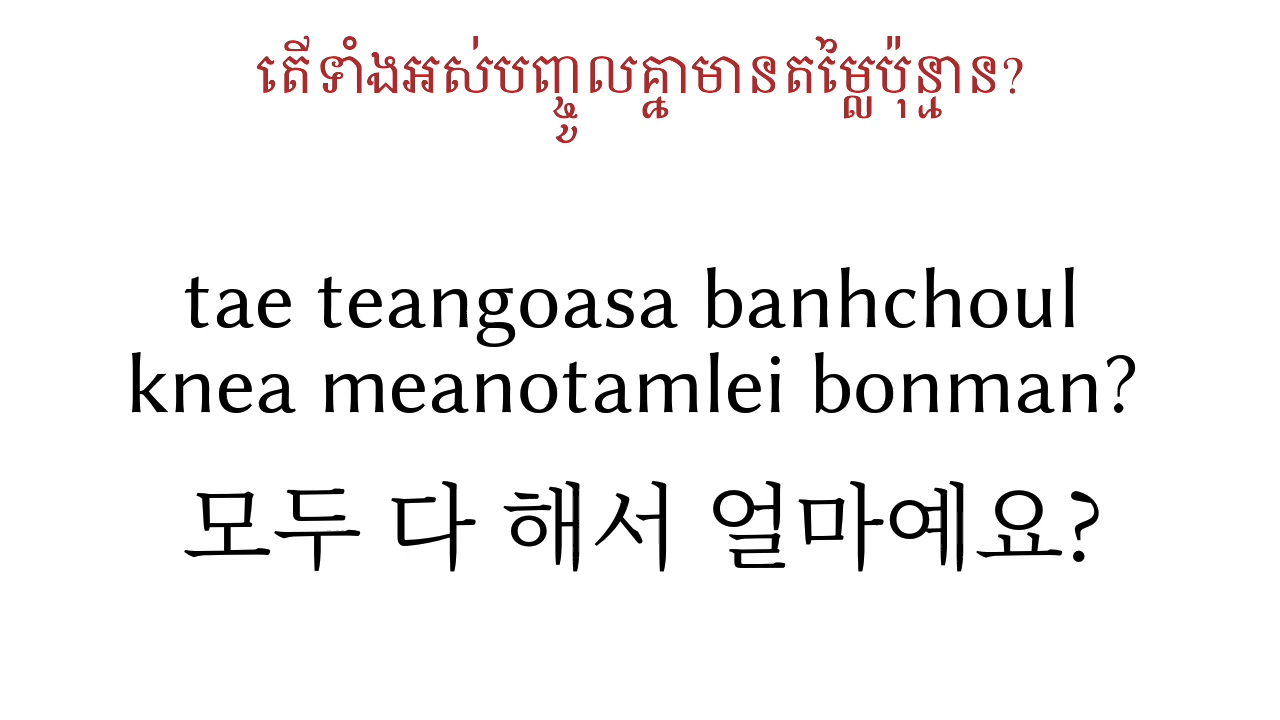 តើទាំងអស់បញ្ចូលគ្នាមានតម្លៃប៉ុន្មាន?
tae teangoasa banhchoul
knea meanotamlei bonman?
모두 다 해서 얼마예요?